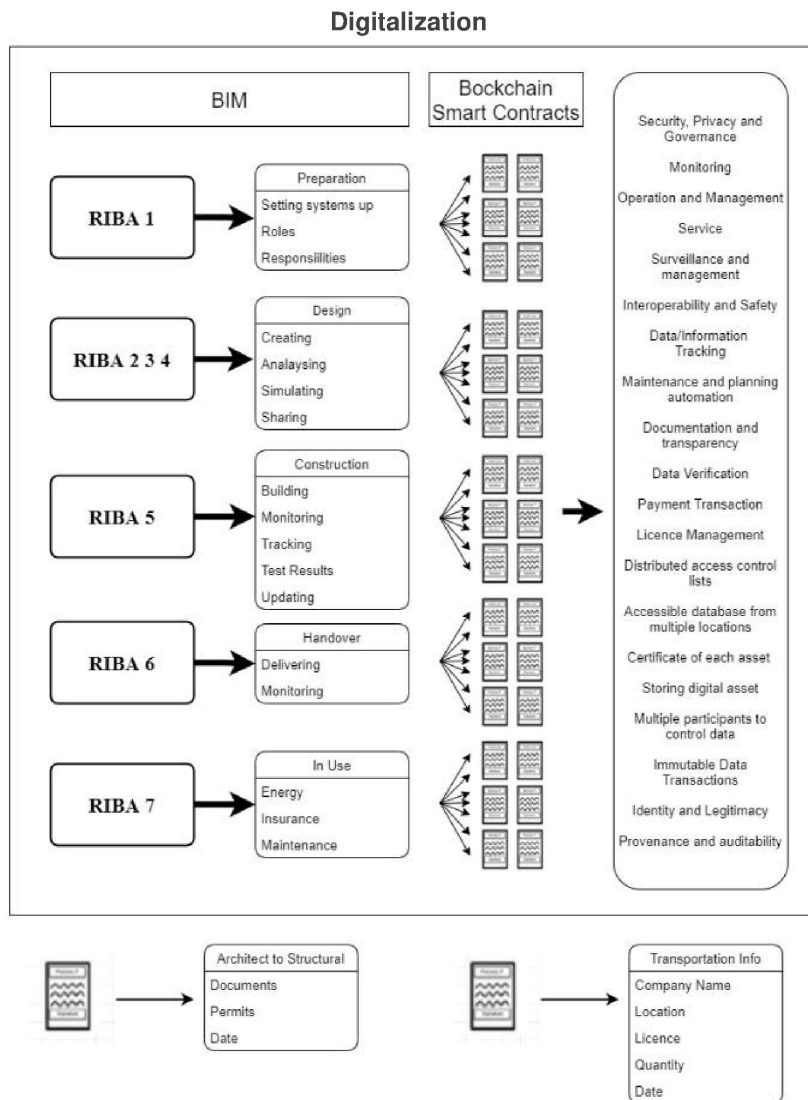 Digitalization
BIM
Bockchain
Smart Contracts
RIBA 1
Preparation
Setting systems up
Roles
Responsiilities
RIBA 2 3 4
Design
Creating
Analaysing
Simulating
Sharing
RIBA 5
Construction
Building
Monitoring
Tracking
Test Results
Updating
RIBA 6
Handover
Delivering
Monitoring
RIBA 7
In Use
Energy
Insurance
Maintenance
Security, Privacy and
Governance
Monitoring
Operation and Management
Service
Surveillance and
management
Interoperability and Safety
Data/Information
Tracking
Maintenance and planning
automation
Documentation and
transparency
Data Verification
Payment Transaction
Licence Management
Distributed access control
lists
Accessible database from
multiple locations
Certificate of each asset
Storing digital asset
Multiple participants to
control data
Immutable Data
Transactions
Identity and Legitimacy
Provenance and auditability
Architect to Structural
Documents
Permits
Date
Transportation Info
Company Name
Location
Licence
Quantity
Date